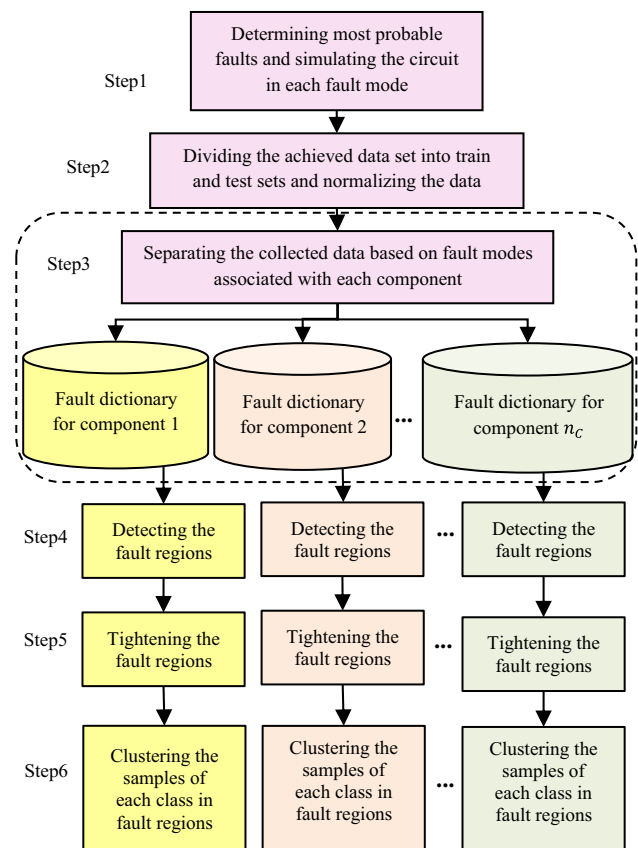 Determining most probable
faults and simulating the circuit
in each fault mode
Step1
Dividing the achieved data set into train
and test sets and normalizing the data
Step2
Step3
Separating the collected data based on fault modes
associated with each component
Fault dictionary
for component 1
Fault dictionary
for component 2
...
Fault dictionary for
component n_C
Step4
Detecting the
fault regions
Detecting the
fault regions
...
Detecting the
fault regions
Step5
Tightening the
fault regions
Tightening the
fault regions
...
Tightening the
fault regions
Step6
Clustering the
samples of
each class in
fault regions
Clustering the
samples of
each class in
fault regions
...
Clustering the
samples of
each class in
fault regions